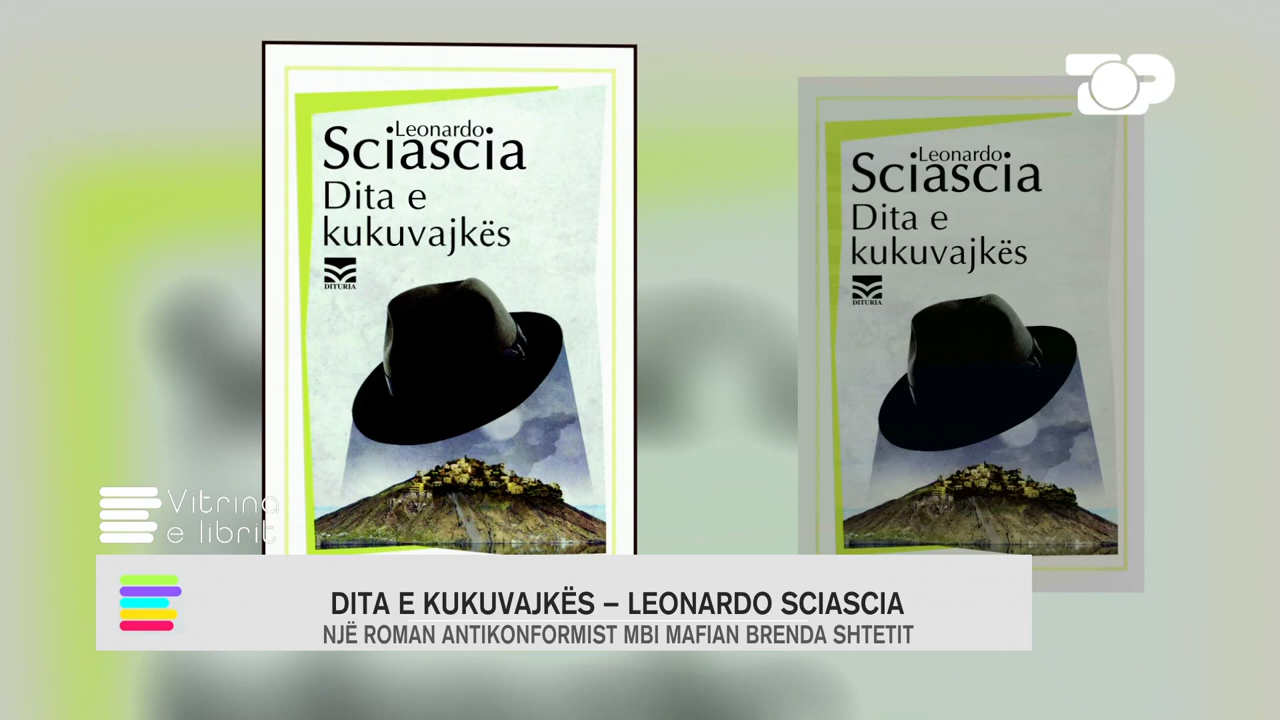 Leonardo
Sciascia
Dita e
kukuvajkës
DITURIA
Leonardo
Sciascia
Dita e
kukuvajkës
DITURIA
TOP
Vitrina
e librit
DITA E KUKUVAJKËS – LEONARDO SCIASCIA
NJË ROMAN ANTIKONFORMIST MBI MAFIAN BRENDA SHTETIT